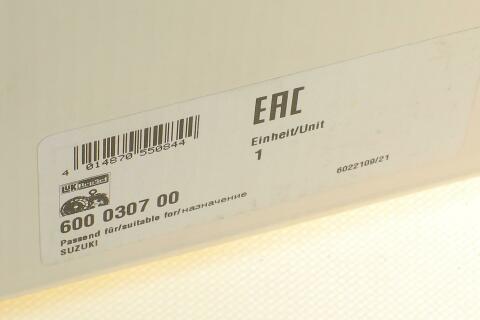 EAC
4 014870 550844
Einheit/Unit
1
LuK
6022109/21
600 0307 00
Passend für/suitable for/назначение
SUZUKI